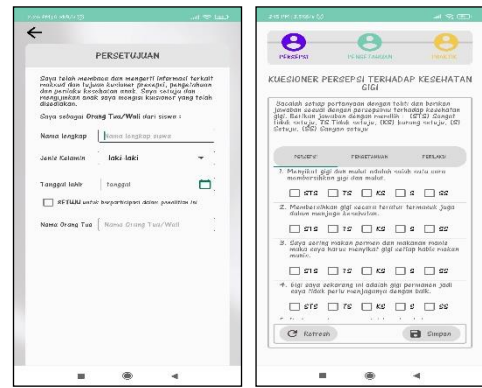 PERSETUJUAN
Saya telah membaca dan mengerti informasi terkait
maksud dan tujuan kuesioner persepsi, pengetahuan
dan perilaku kesehatan anak. Saya setuju dan
mengijinkan anak saya mengisi kuesioner yang telah
disediakan.
Saya sebagai Orang Tua/Wali dari siswa :
Nama lengkap
Nama lengkap siswa
Jenis Kelamin
laki-laki
Tanggal lahir
tanggal
SETUJU untuk berpartisipasi dalam penelitian ini
Nama Orang Tua
Nama Orang Tua/Wali
PERSEPSI
PENGETAHUAN
KUESIONER PERSEPSI TERHADAP KESEHATAN
GIGI
Bacalah setiap pertanyaan dengan teliti dan berikan
jawaban sesuai dengan persepsimu terhadap kesehatan
gigi. Berikan jawaban dengan memilih : (STS) Sangat
tidak setuju, TS Tidak setuju, (KS) kurang setuju, (S)
Setuju, (SS) Sangat setuju
PERSEPSI
PENGETAHUAN
PERILAKU
1. Menyikat gigi dan mulut adalah salah satu cara
membersihkan gigi dan mulut.
STS TS KS S SS
2. Membersihkan gigi secara teratur termasuk juga
dalam menjaga kesehatan.
STS TS KS S SS
3. Saya sering makan permen dan makanan manis
maka saya harus menyikat gigi setiap habis makan
manis.
STS TS KS S SS
4. Gigi saya sekarang ini adalah gigi permanen jadi
saya tidak perlu menjaganya dengan baik.
STS TS KS S SS
Refresh
Simpan